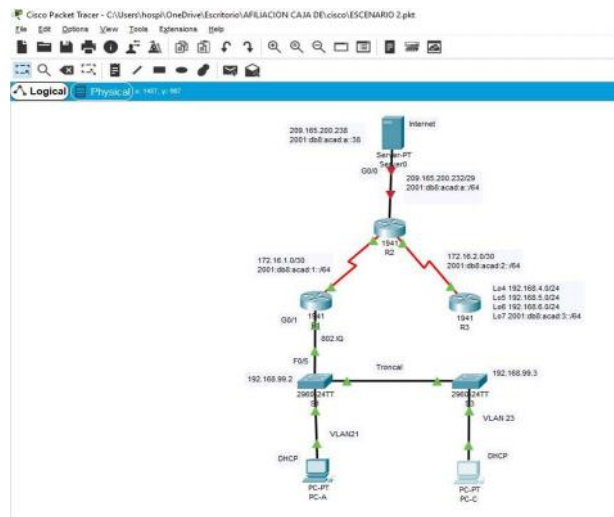 Cisco Packet Tracer - C:\Users\hospi\OneDrive\Escritorio\AFILIACION CAJA DE\cisco\ESCENARIO 2.pkt
File Edit Options View Tools Extensions Help
Logical Physical
Internet
209.165.200.238
2001:db8:acad:a::38
Server-PT
Server0
G0/0
209.165.200.232/29
2001:db8:acad:a::/64
1941
R2
172.16.1.0/30
2001:db8:acad:1::/64
172.16.2.0/30
2001:db8:acad:2::/64
Lo4 192.168.4.0/24
Lo5 192.168.5.0/24
Lo6 192.168.6.0/24
Lo7 2001:db8:acad:3::/64
1941
G0/1
1941
R3
802.IQ
F0/5
Troncal
192.168.99.2
192.168.99.3
2960-24TT
2960-24TT
VLAN21
VLAN 23
DHCP
DHCP
PC-PT
PC-A
PC-PT
PC-C